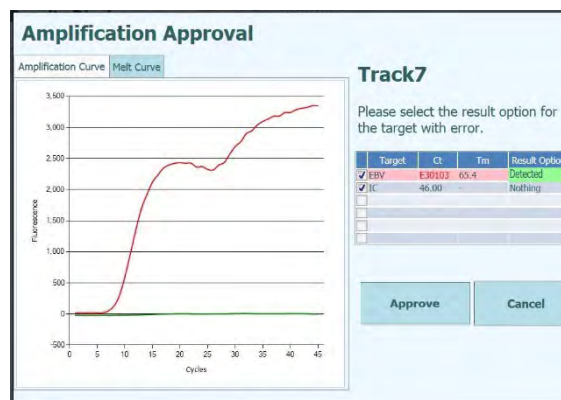 Amplification Approval
Amplification Curve Melt Curve
3,500
3,000
2,500
2,000
1,500
1,000
500
0
-500
Fluorescence
0 5 10 15 20 25 30 35 40 45
Cycles
Track7
Please select the result option for
the target with error.
Target Ct Tm Result Optio
EBV E30103 65.4 Detected
IC 46.00 - Nothing
Approve Cancel